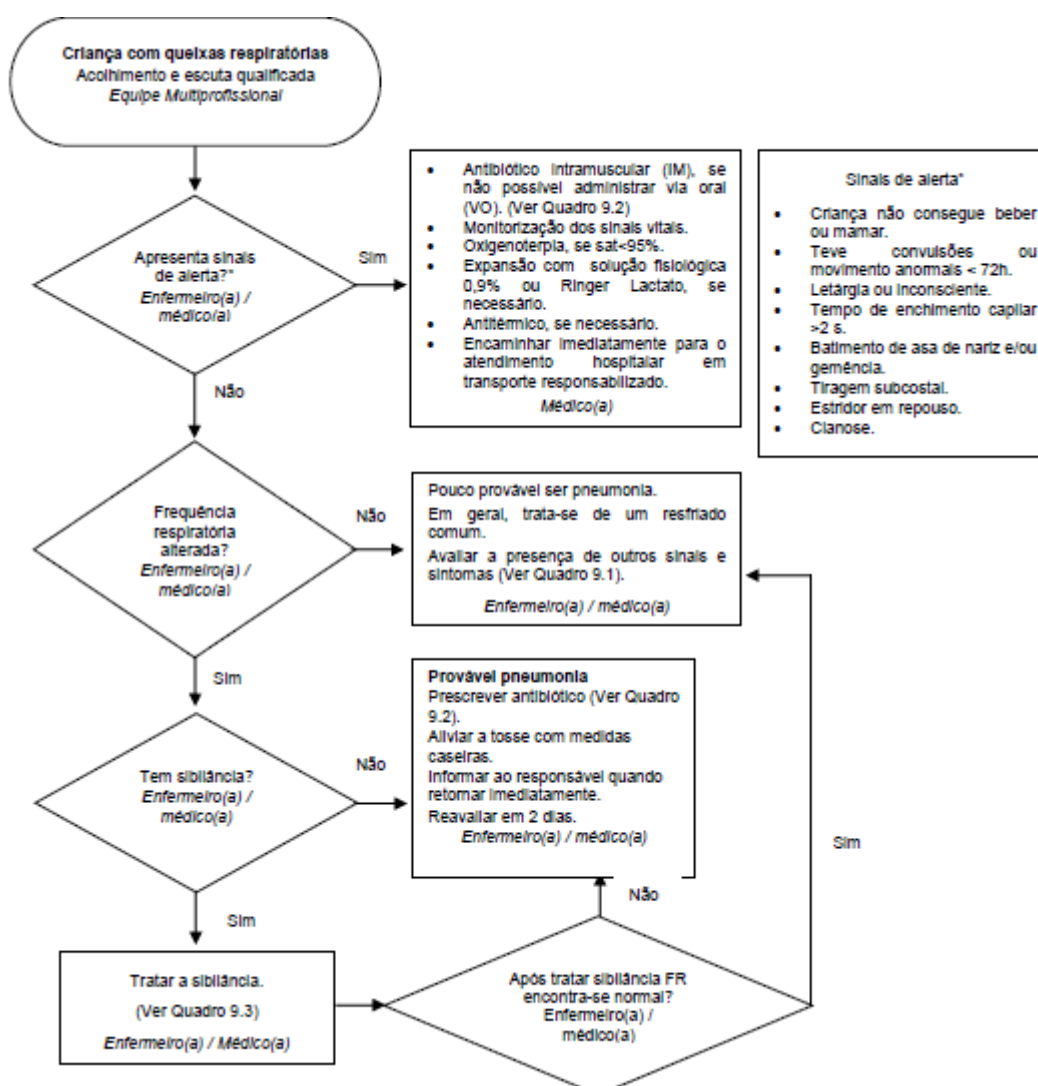 Criança com queixas respiratórias
Acolhimento e escuta qualificada
Equipe Multiprofissional
Apresenta sinais
de alerta?*
Enfermeiro(a) /
médico(a)
Sim
• Antibiótico Intramuscular (IM), se
não possível administrar via oral
(VO). (Ver Quadro 9.2)
• Monitorização dos sinais vitais.
• Oxigenoterpia, se sat<95%.
• Expansão com solução fisiológica
0,9% ou Ringer Lactato, se
necessário.
• Antitérmico, se necessário.
• Encaminhar imediatamente para o
atendimento hospitalar em
transporte responsabilizado.
Médico(a)
Sinais de alerta*
• Criança não consegue beber
ou mamar.
• Teve convulsões ou
movimento anormais < 72h.
• Letárgia ou Inconsciente.
• Tempo de enchimento capilar
>2 s.
• Batimento de asa de nariz e/ou
gemência.
• Tiragem subcostal.
• Estridor em repouso.
• Cianose.
Não
Frequência
respiratória
alterada?
Enfermeiro(a) /
médico(a)
Não
Pouco provável ser pneumonia.
Em geral, trata-se de um resfriado
comum.
Avaliar a presença de outros sinais e
sintomas (Ver Quadro 9.1).
Enfermeiro(a) / médico(a)
Sim
Tem sibilância?
Enfermeiro(a) /
médico(a)
Não
Provável pneumonia
Prescrever antibiótico (Ver Quadro
9.2).
Aliviar a tosse com medidas
caseiras.
Informar ao responsável quando
retornar imediatamente.
Reavaliar em 2 dias.
Enfermeiro(a) / médico(a)
Sim
Não
Sim
Tratar a sibilância.
(Ver Quadro 9.3)
Enfermeiro(a) / Médico(a)
Após tratar sibilância FR
encontra-se normal?
Enfermeiro(a) /
médico(a)